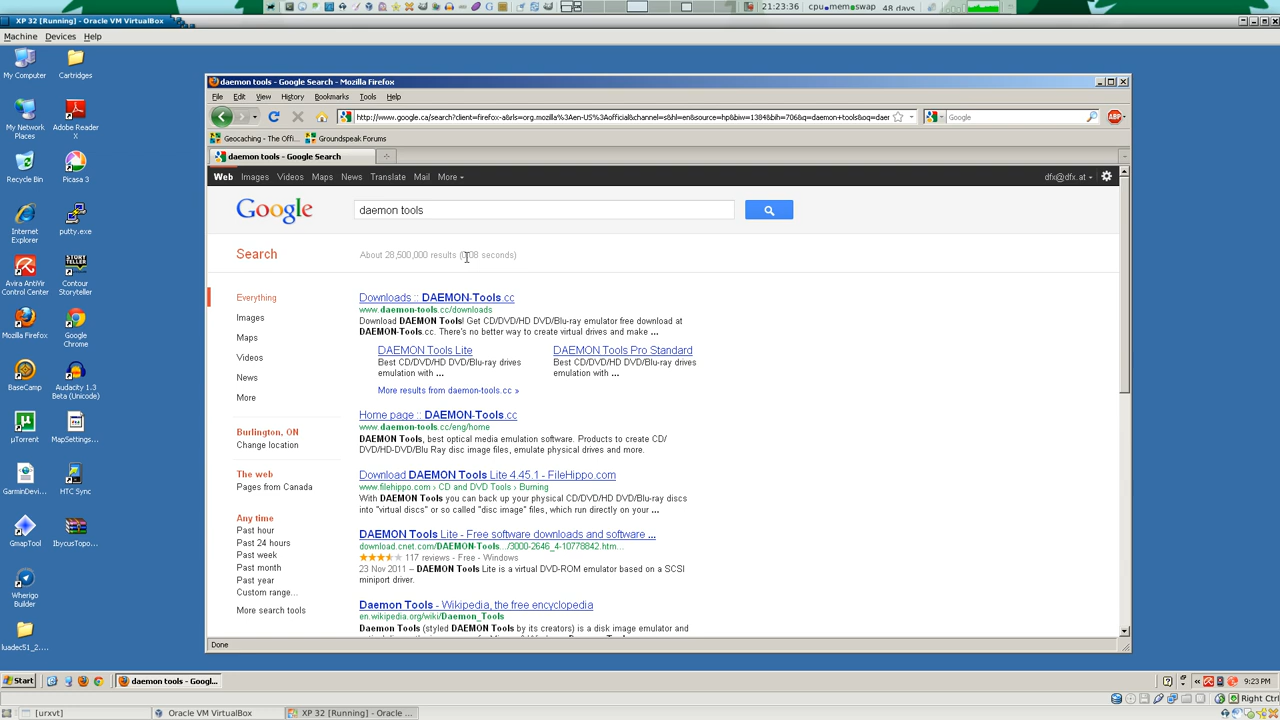 21:23:36 cpu mem swap 48 days
XP 32 [Running] - Oracle VM VirtualBox
Machine Devices Help
My Computer
Cartridges
My Network Places
Adobe Reader X
Recycle Bin
Picasa 3
Internet Explorer
putty.exe
Avira AntiVir Control Center
Contour Storyteller
Mozilla Firefox
Google Chrome
BaseCamp
Audacity 1.3 Beta (Unicode)
µTorrent
MapSettings...
GarminDevi...
HTC Sync
GmapTool
IbycusTopo...
Wherigo Builder
luadec51_2....
daemon tools - Google Search - Mozilla Firefox
File Edit View History Bookmarks Tools Help
http://www.google.ca/search?client=firefox-a&rls=org.mozilla%3Aen-US%3Aofficial&channel=s&hl=en&source=hp&biw=1384&bih=706&q=daemon+tools&oq=dae
Google
ABP
Geocaching - The Offi... Groundspeak Forums
daemon tools - Google Search
Web Images Videos Maps News Translate Mail More
dfx@dfx.at
Google
daemon tools
Search
About 28,500,000 results (0.08 seconds)
Everything
Images
Maps
Videos
News
More
Burlington, ON
Change location
The web
Pages from Canada
Any time
Past hour
Past 24 hours
Past week
Past month
Past year
Custom range...
More search tools
Downloads :: DAEMON-Tools.cc
www.daemon-tools.cc/downloads
Download DAEMON Tools! Get CD/DVD/HD DVD/Blu-ray emulator free download at
DAEMON-Tools.cc. There's no better way to create virtual drives and make ...
DAEMON Tools Lite
Best CD/DVD/HD DVD/Blu-ray drives
emulation with ...
DAEMON Tools Pro Standard
Best CD/DVD/HD DVD/Blu-ray drives
emulation with ...
More results from daemon-tools.cc »
Home page :: DAEMON-Tools.cc
www.daemon-tools.cc/eng/home
DAEMON Tools, best optical media emulation software. Products to create CD/
DVD/HD-DVD/Blu Ray disc image files, emulate physical drives and more.
Download DAEMON Tools Lite 4.45.1 - FileHippo.com
www.filehippo.com › CD and DVD Tools › Burning
With DAEMON Tools you can back up your physical CD/DVD/HD DVD/Blu-ray discs
into "virtual discs" or so called "disc image" files, which run directly on your ...
DAEMON Tools Lite - Free software downloads and software ...
download.cnet.com/DAEMON-Tools.../3000-2646_4-10778842.htm...
117 reviews - Free - Windows
23 Nov 2011 – DAEMON Tools Lite is a virtual DVD-ROM emulator based on a SCSI
miniport driver.
Daemon Tools - Wikipedia, the free encyclopedia
en.wikipedia.org/wiki/Daemon_Tools
Daemon Tools (styled DAEMON Tools by its creators) is a disk image emulator and
Done
Start
daemon tools - Googl...
9:23 PM
Right Ctrl
[urxvt]
Oracle VM VirtualBox
XP 32 [Running] - Oracle ...